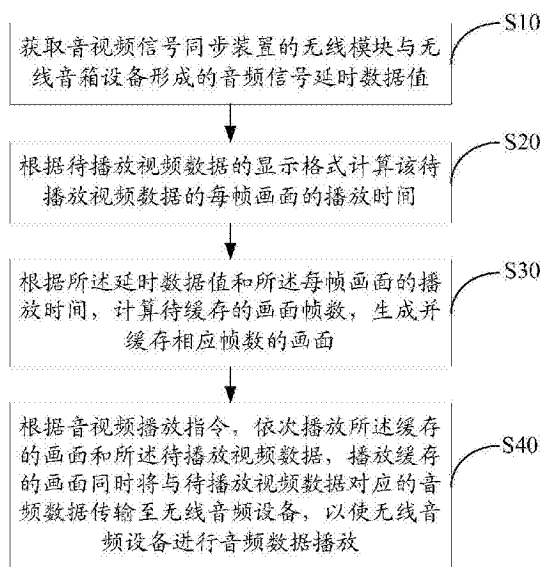 获取音视频信号同步装置的无线模块与无
线音箱设备形成的音频信号延时数据值
S10
根据待播放视频数据的显示格式计算该待
播放视频数据的每帧画面的播放时间
S20
根据所述延时数据值和所述每帧画面的播
放时间，计算待缓存的画面帧数，生成并
缓存相应帧数的画面
S30
根据音视频播放指令，依次播放所述缓存
的画面和所述待播放视频数据，播放缓存
的画面同时将与待播放视频数据对应的音
频数据传输至无线音频设备，以使无线音
频设备进行音频数据播放
S40